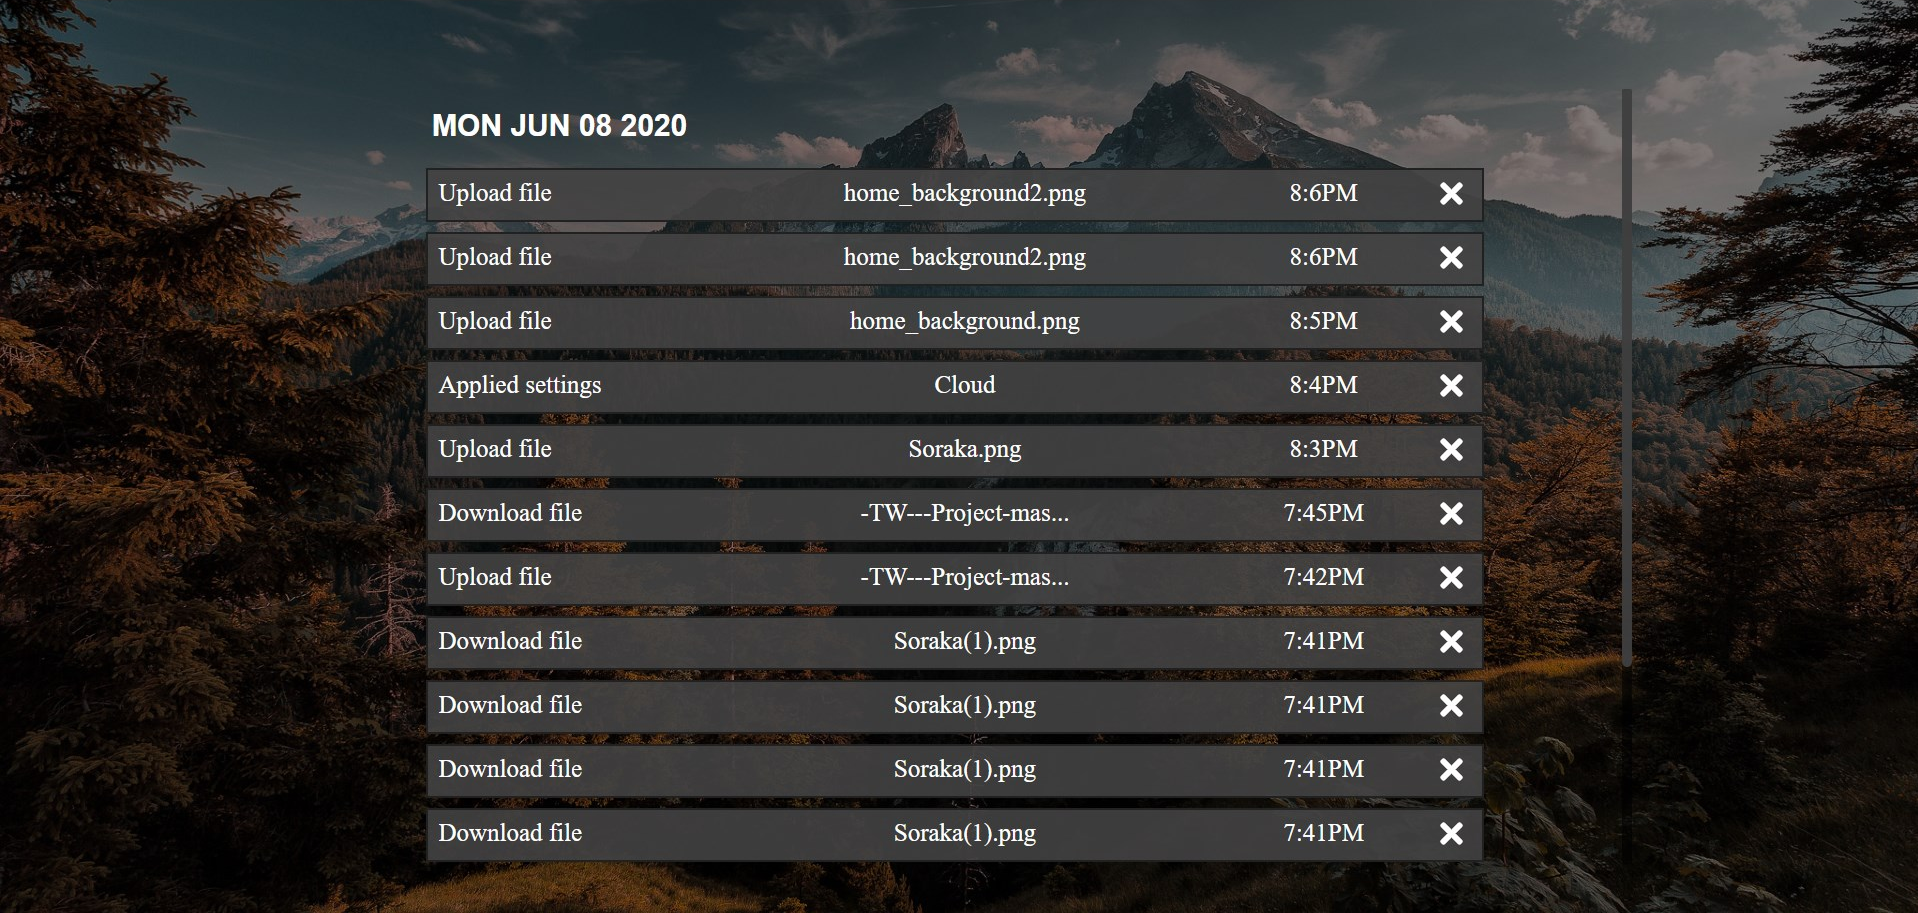 MON JUN 08 2020
Upload file home_background2.png 8:6PM
Upload file home_background2.png 8:6PM
Upload file home_background.png 8:5PM
Applied settings Cloud 8:4PM
Upload file Soraka.png 8:3PM
Download file -TW---Project-mas... 7:45PM
Upload file -TW---Project-mas... 7:42PM
Download file Soraka(1).png 7:41PM
Download file Soraka(1).png 7:41PM
Download file Soraka(1).png 7:41PM
Download file Soraka(1).png 7:41PM